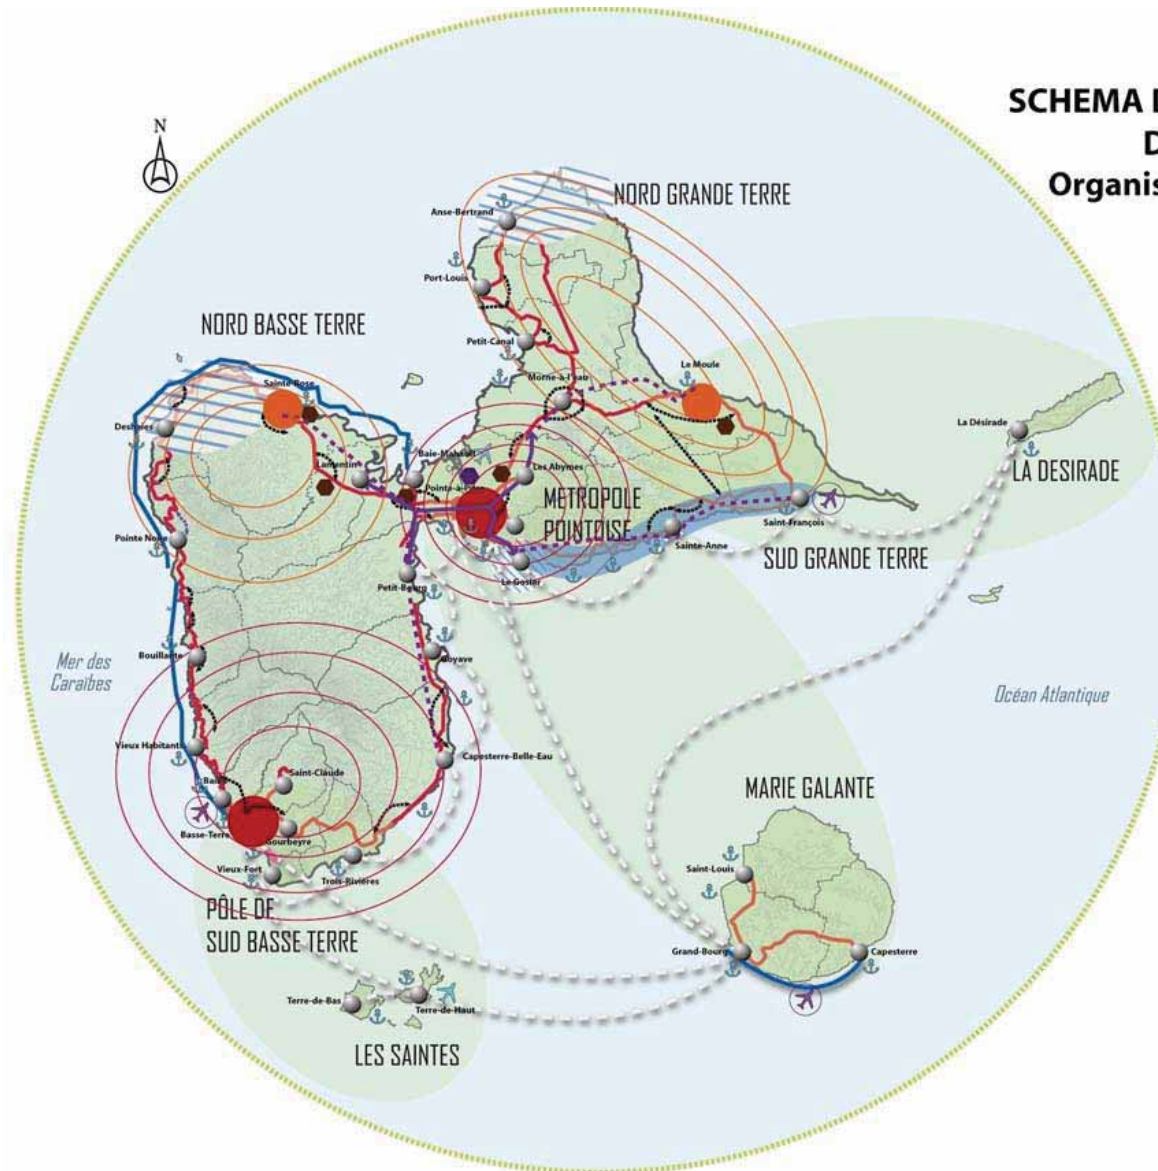 SCHEMA
D
Organis
N
NORD GRANDE TERRE
Anse-Bertrand
Port-Louis
NORD BASSE TERRE
Petit-Canal
Le Moule
Sainte-Rose
Morne-à-l'eau
Deshaies
La Désirade
Lamentin
Baie-Mahault
Les Abymes
LA DESIRADE
METROPOLE
POINTOISE
Saint-François
Pointe Noire
Sainte-Anne
SUD GRANDE TERRE
Le Gosier
Petit-Bourg
Mer des
Caraïbes
Bouillante
Goyave
Océan Atlantique
Vieux Habitants
Capesterre-Belle-Eau
Saint-Claude
MARIE GALANTE
Basse-Terre
Gourbeyre
Saint-Louis
Vieux-Fort
Trois-Rivières
PÔLE DE
SUD BASSE TERRE
Grand-Bourg
Capesterre
Terre-de-Bas
Terre-de-Haut
LES SAINTES